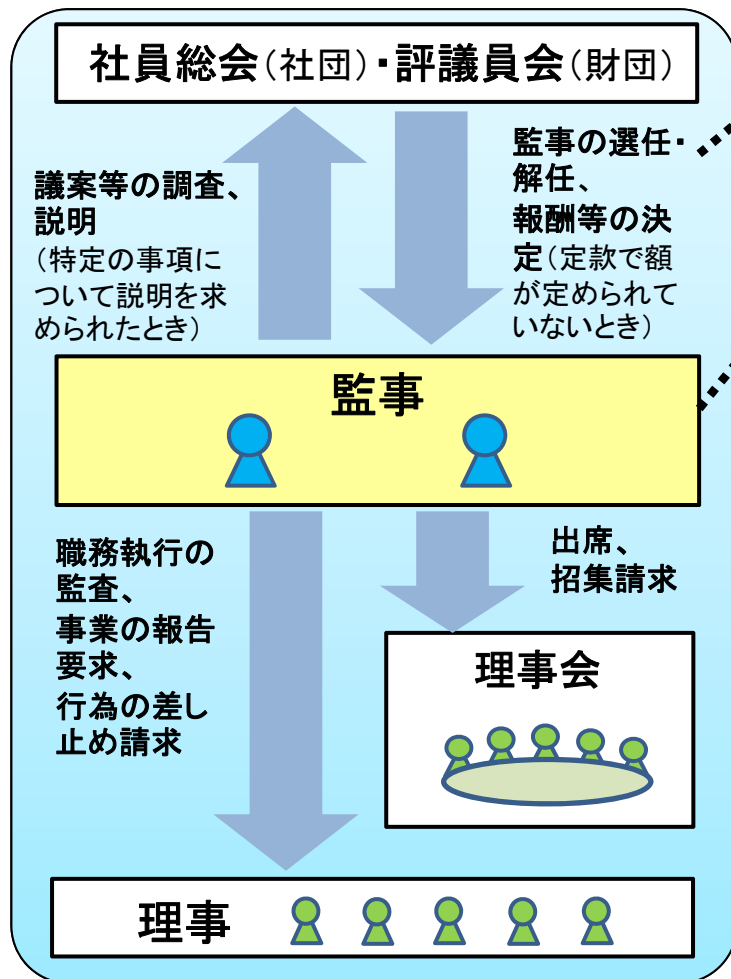 社員総会(社団)・評議員会(財団)
議案等の調査、
説明
(特定の事項に
ついて説明を求
められたとき)
監事の選任・
解任、
報酬等の決
定(定款で額
が定められて
いないとき)
監事
職務執行の
監査、
事業の報告
要求、
行為の差し
止め請求
出席、
招集請求
理事会
理事